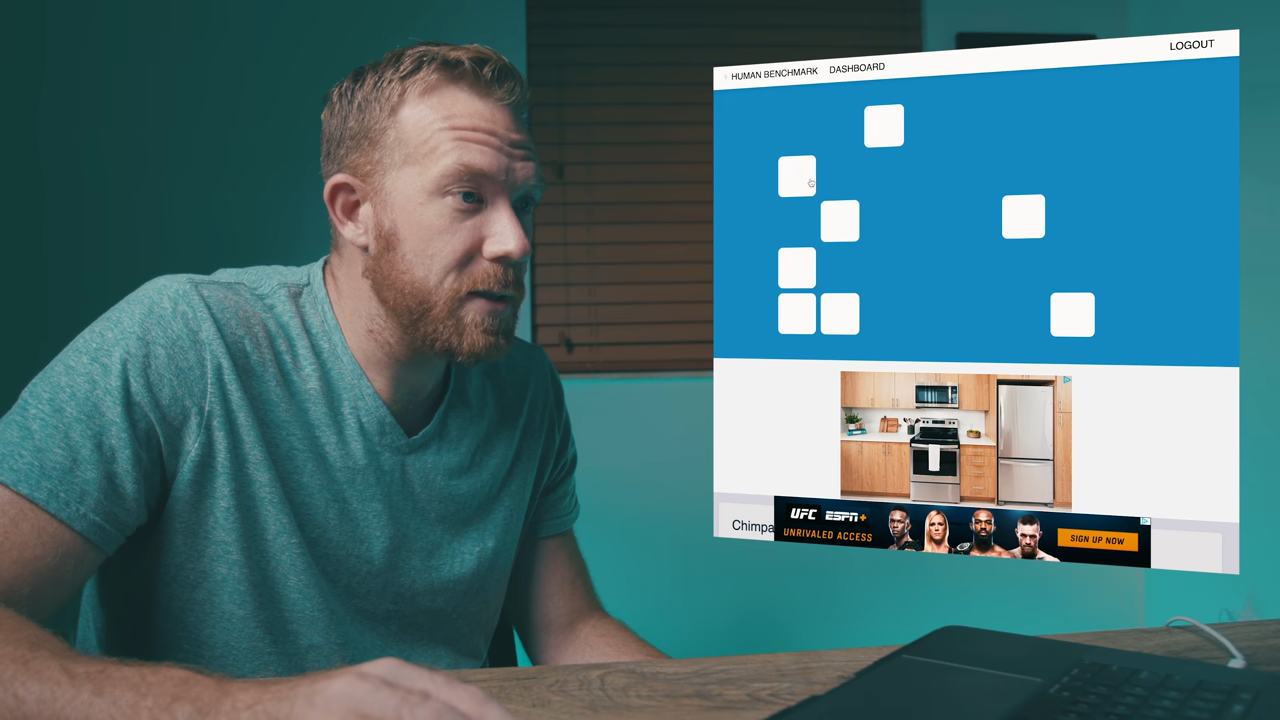 HUMAN BENCHMARK DASHBOARD LOGOUT
Chimpa
UFC ESPN+
UNRIVALED ACCESS
SIGN UP NOW